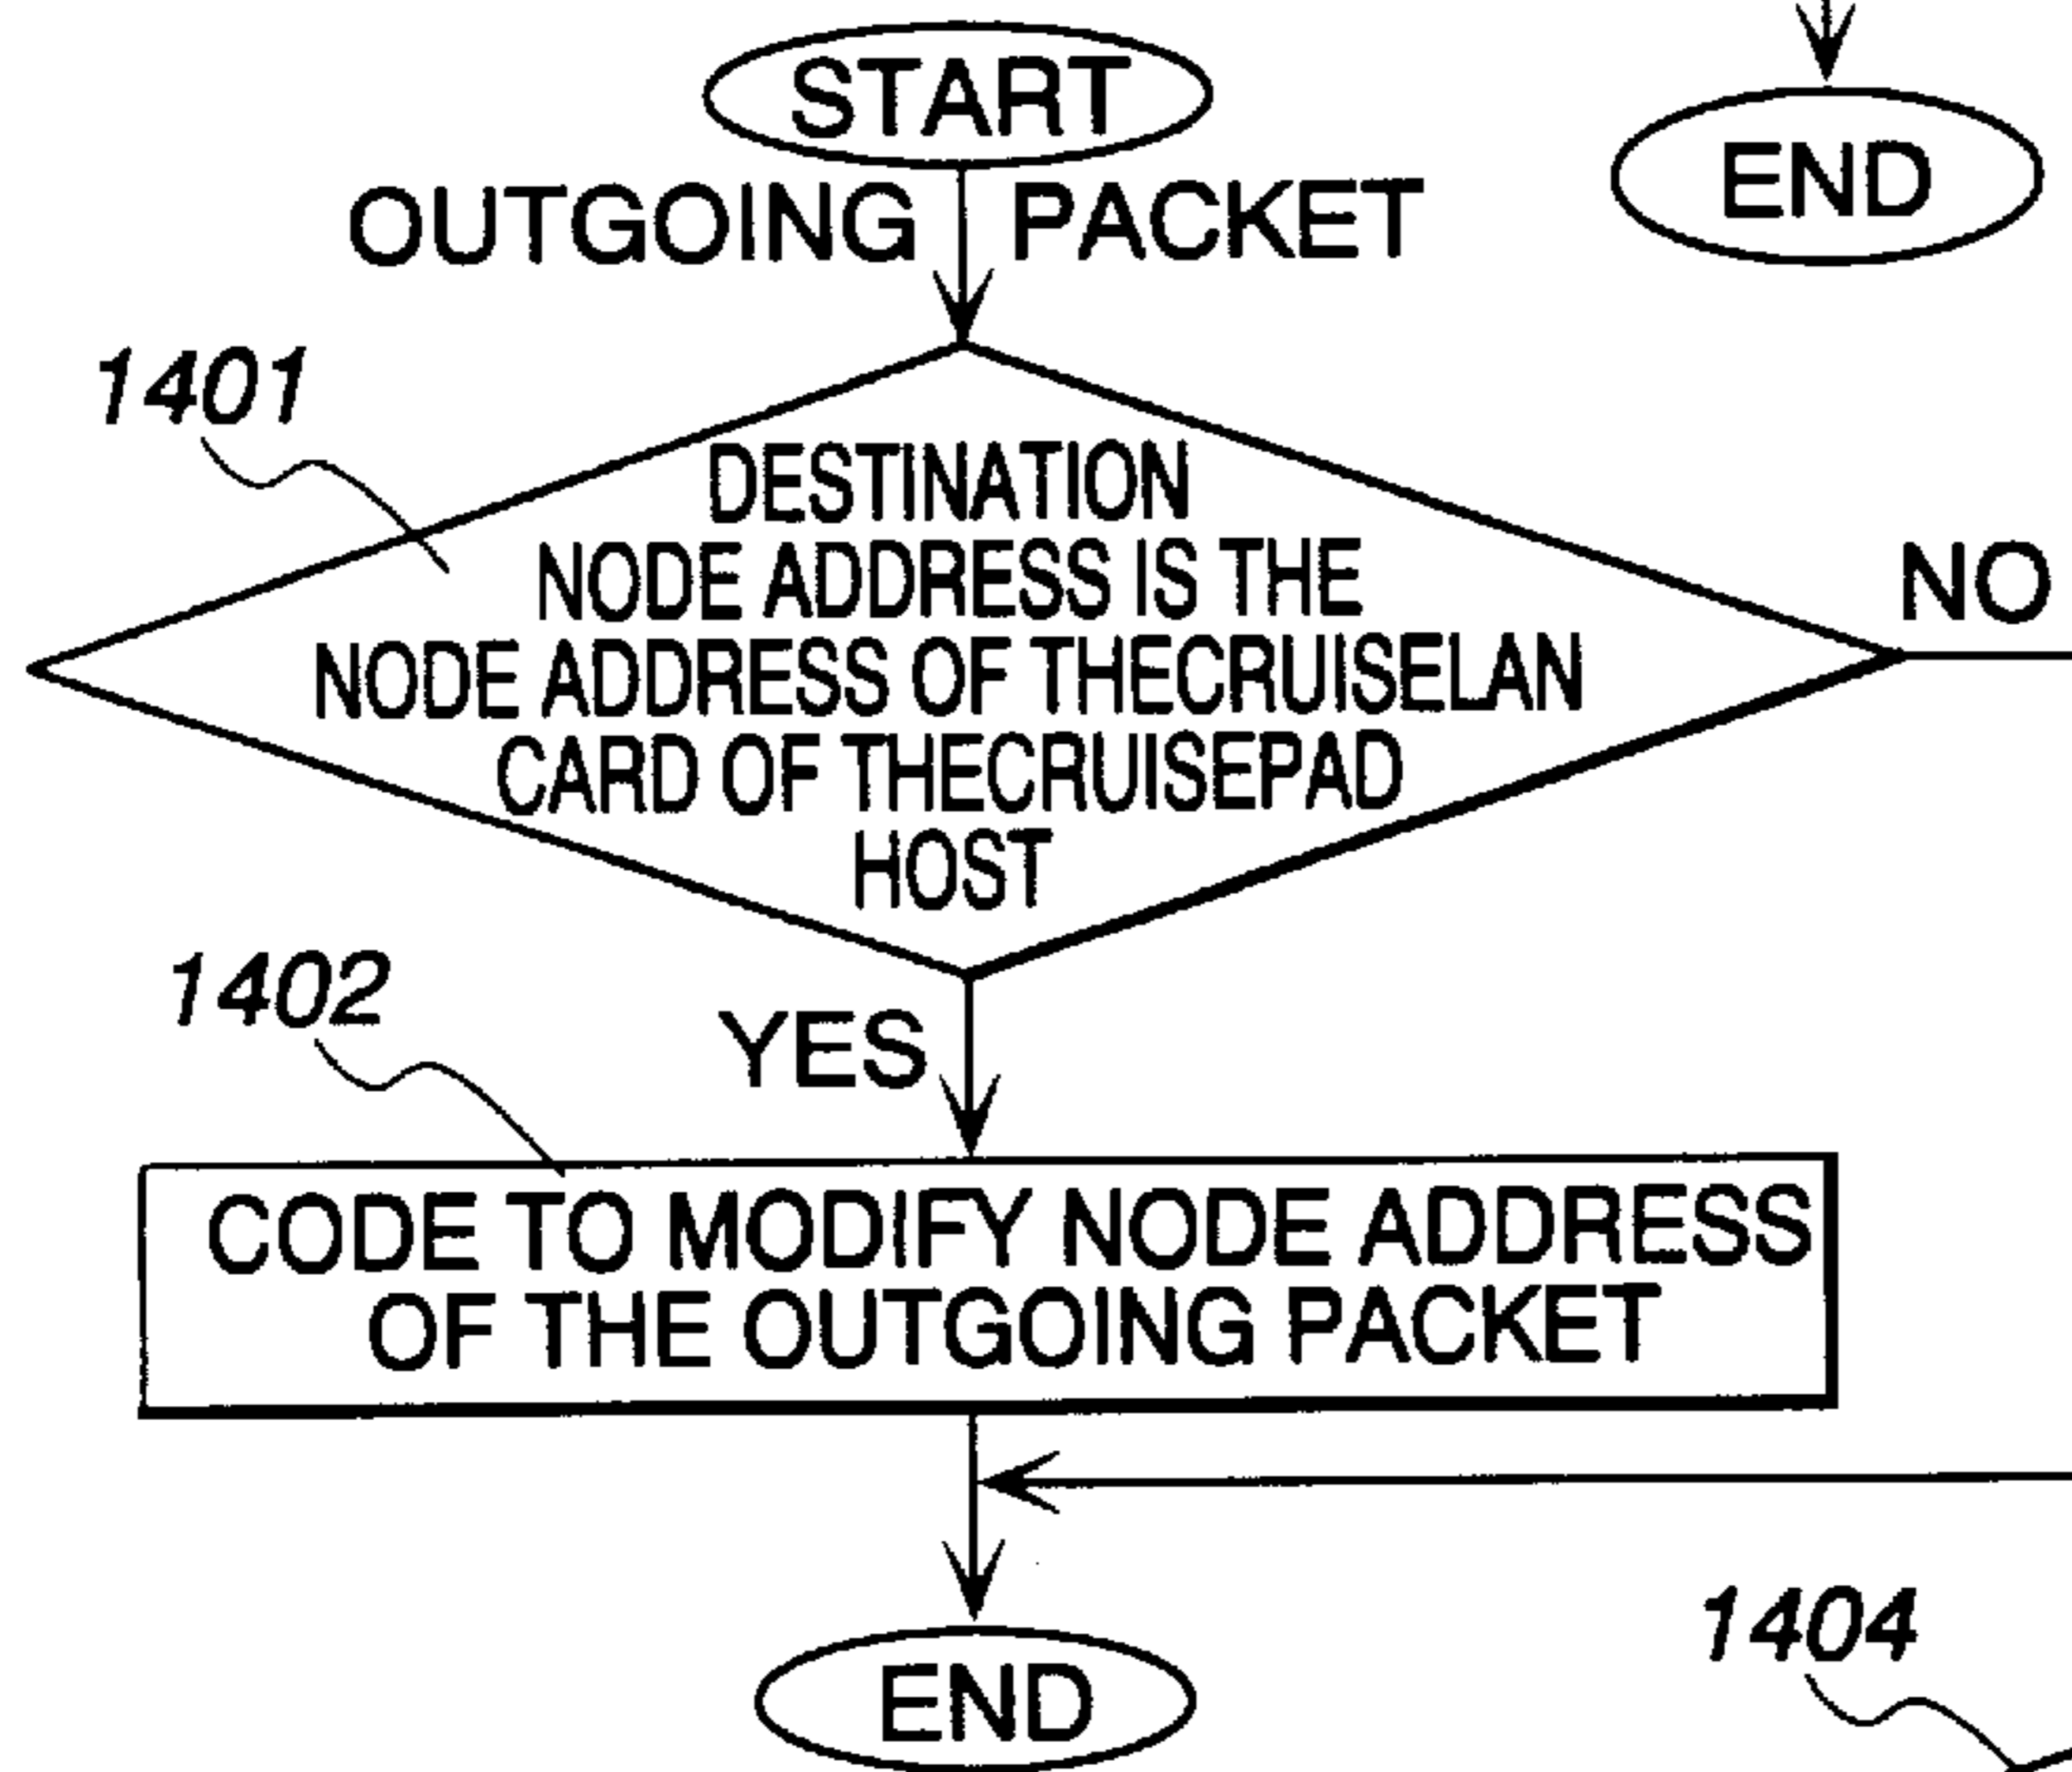 START
END
OUTGOING PACKET
1401
DESTINATION
NODE ADDRESS IS THE
NODE ADDRESS OF THECRUISELAN
CARD OF THECRUISEPAD
HOST
NO
1402
YES
CODE TO MODIFY NODE ADDRESS
OF THE OUTGOING PACKET
1404
END